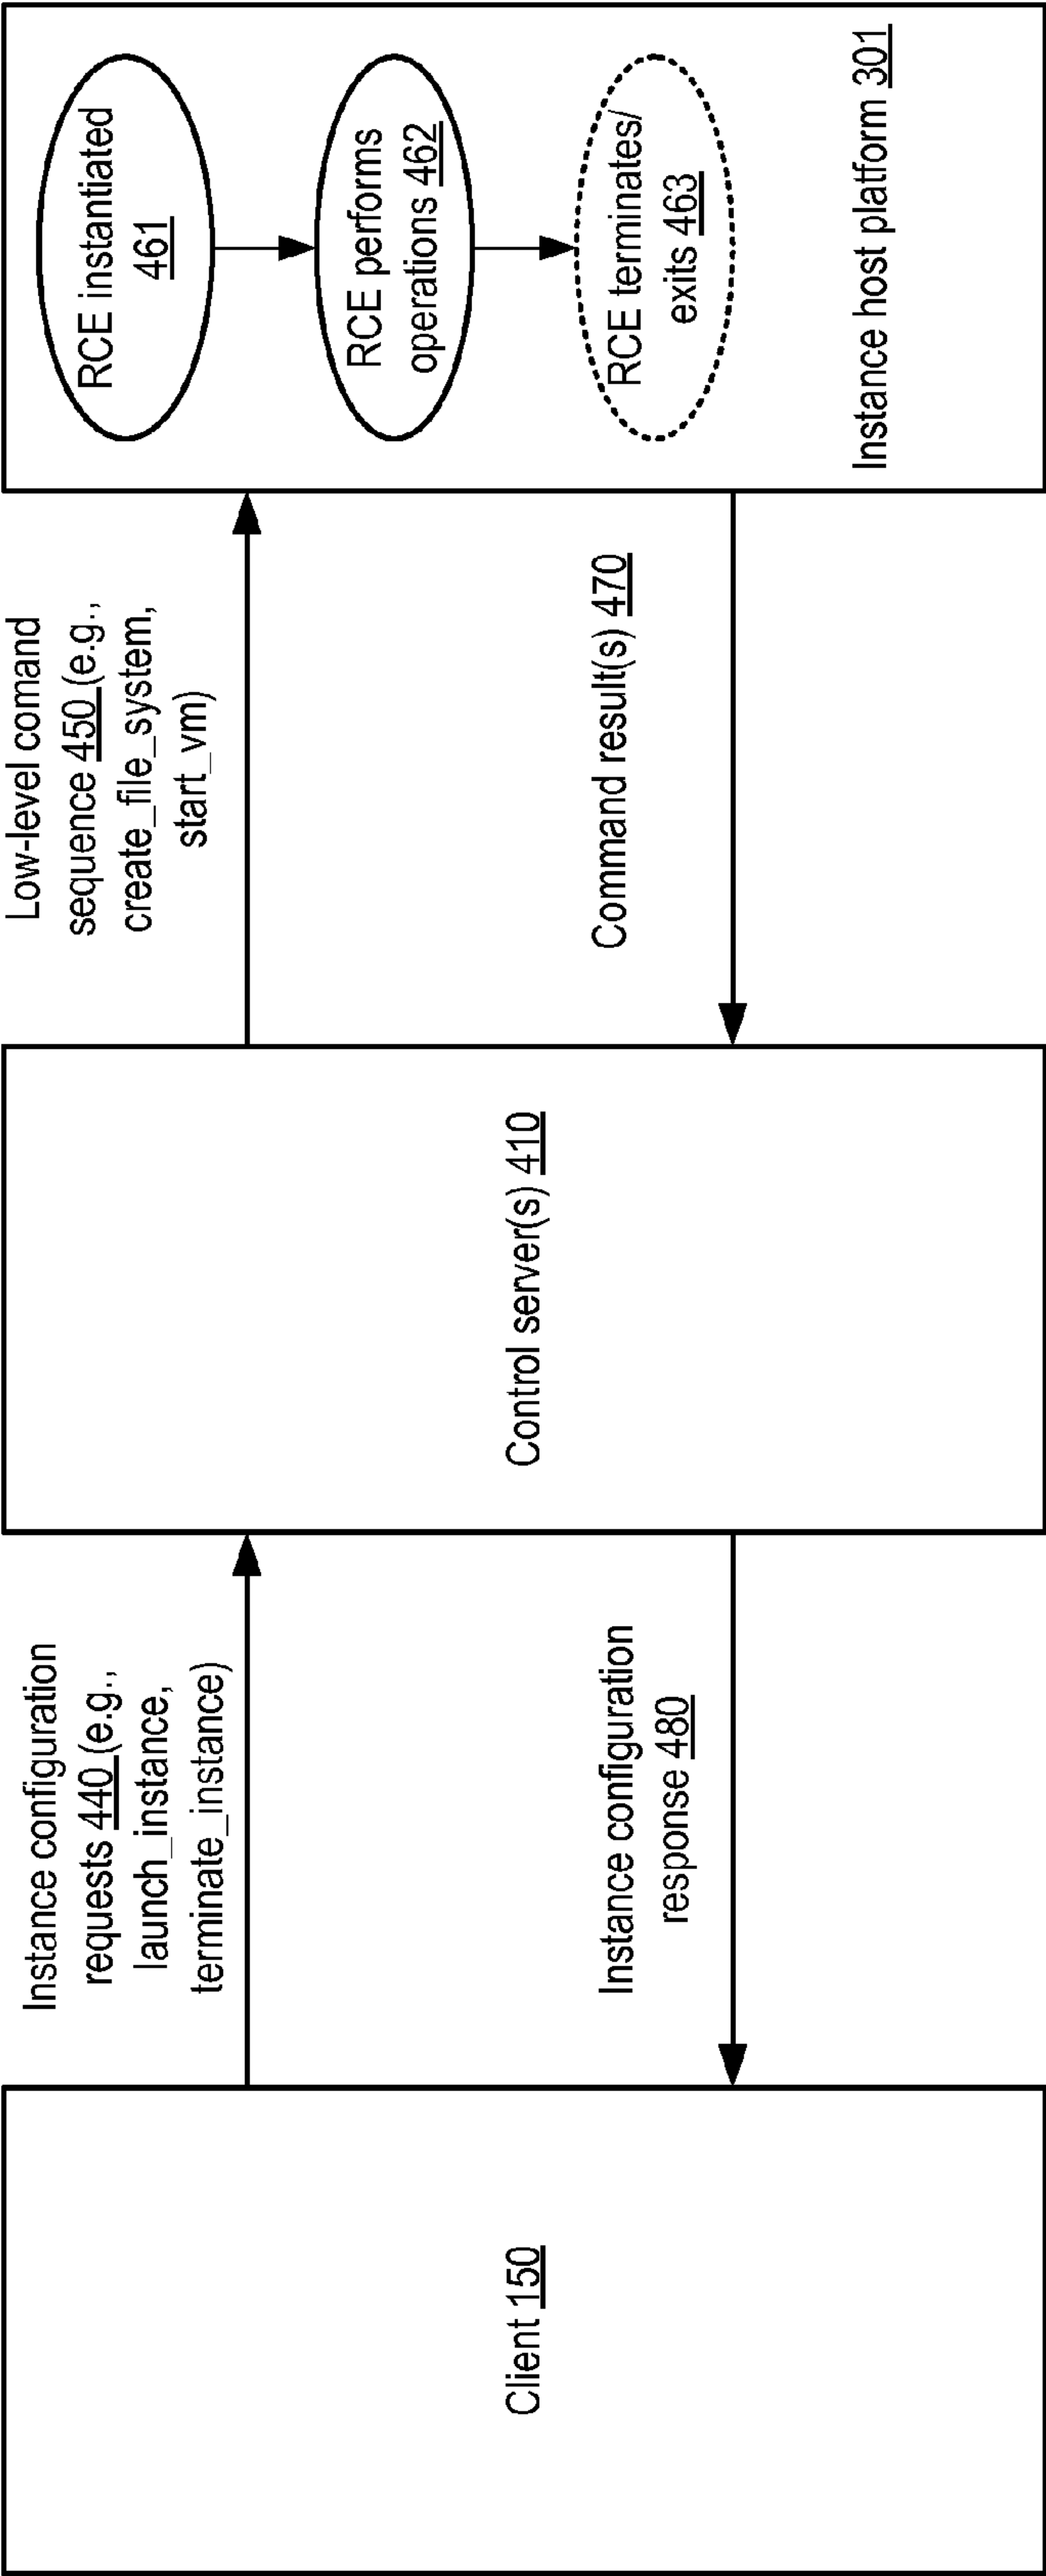 Client 150
Instance configuration
requests 440 (e.g.,
launch_instance,
terminate_instance)
Instance configuration
response 480
Control server(s) 410
Low-level comand
sequence 450 (e.g.,
create_file_system,
start_vm)
Command result(s) 470
RCE instantiated
461
RCE performs
operations 462
RCE terminates/
exits 463
Instance host platform 301